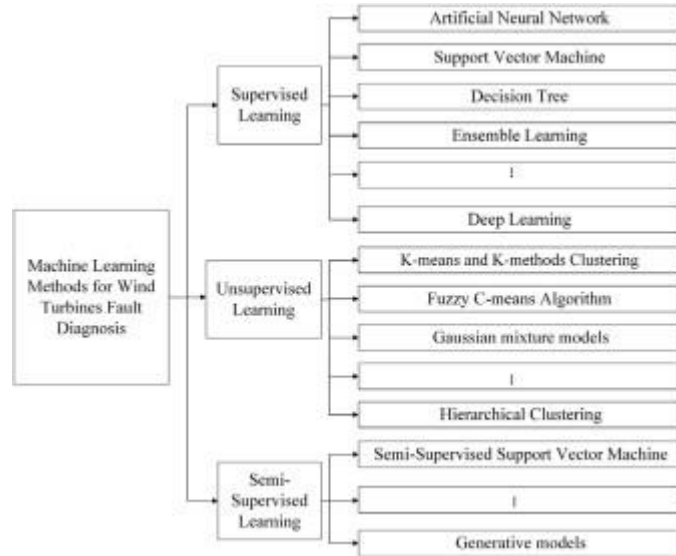 Machine Learning
Methods for Wind
Turbines Fault
Diagnosis
Supervised
Learning
Artificial Neural Network
Support Vector Machine
Decision Tree
Ensemble Learning
⁞
Deep Learning
Unsupervised
Learning
K-means and K-methods Clustering
Fuzzy C-means Algorithm
Gaussian mixture models
⁞
Hierarchical Clustering
Semi-
Supervised
Learning
Semi-Supervised Support Vector Machine
⁞
Generative models